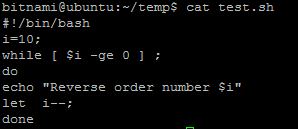 bitnami@ubuntu:~/temp$ cat test.sh
#!/bin/bash
i=10;
while [ $i -ge 0 ] ;
do
echo "Reverse order number $i"
let  i--;
done